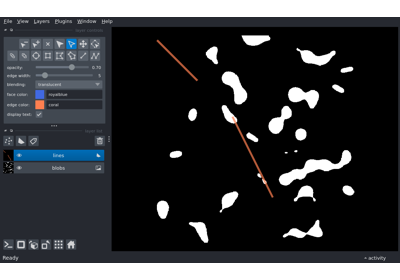 File View Layers Plugins Window Help
opacity: 0.70
edge width: 5
blending: translucent
face color: royalblue
edge color: coral
display text: ✓
lines
blobs
Ready
activity